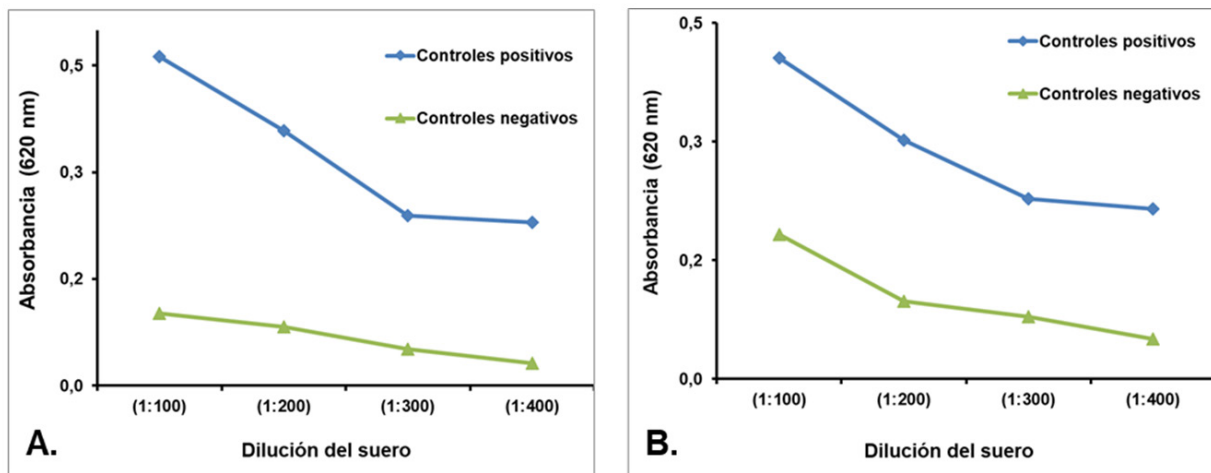 Controles positivos
Controles negativos
0,5
0,3
0,2
0,0
Absorbancia (620 nm)
(1:100) (1:200) (1:300) (1:400)
Dilución del suero
A.
Controles positivos
Controles negativos
0,5
0,3
0,2
0,0
Absorbancia (620 nm)
(1:100) (1:200) (1:300) (1:400)
Dilución del suero
B.